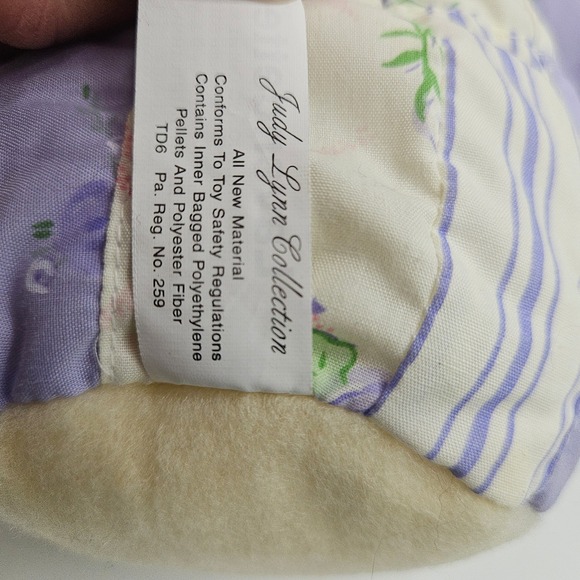 Judy Lynn Collection
All New Material
Conforms To Toy Safety Regulations
Contains Inner Bagged Polyethylene
Pellets And Polyester Fiber
TD6 Pa. Reg. No. 259